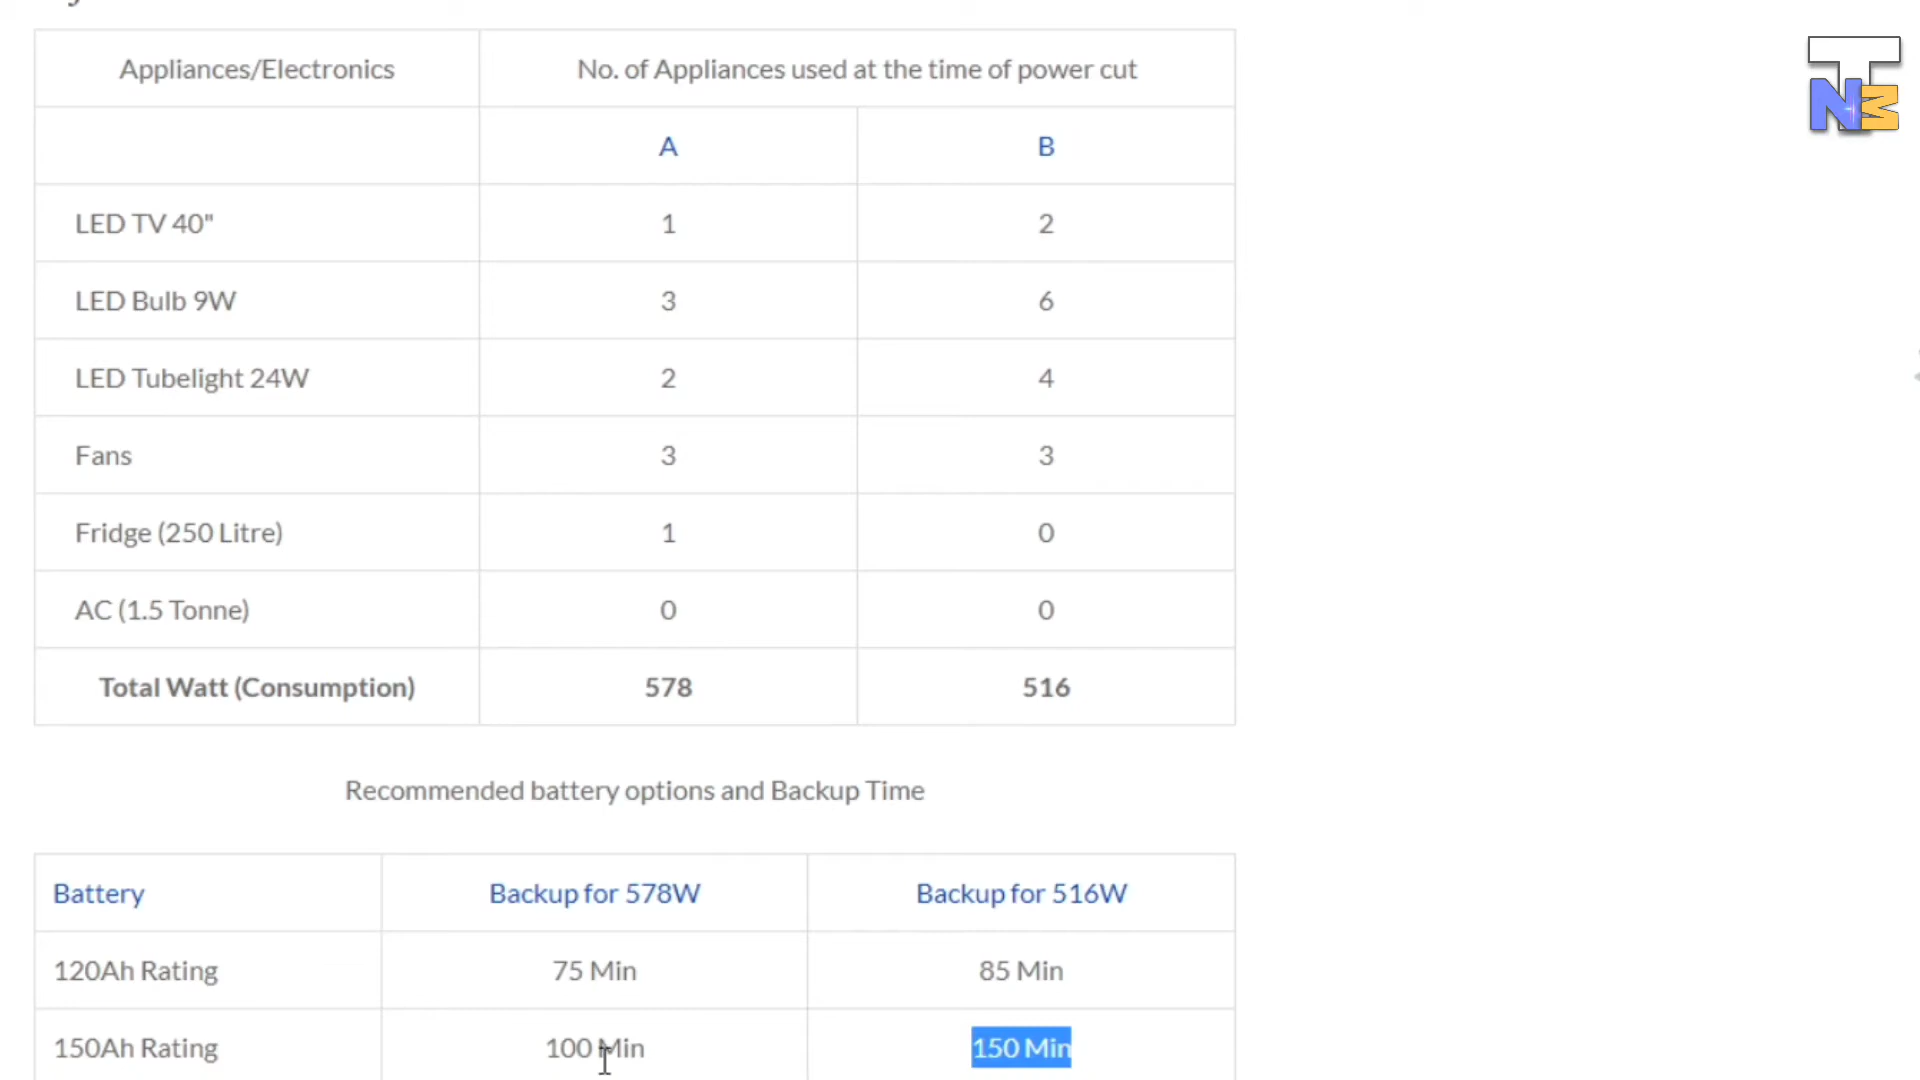 Appliances/Electronics No. of Appliances used at the time of power cut
A B
LED TV 40" 1 2
LED Bulb 9W 3 6
LED Tubelight 24W 2 4
Fans 3 3
Fridge (250 Litre) 1 0
AC (1.5 Tonne) 0 0
Total Watt (Consumption) 578 516
Recommended battery options and Backup Time
Battery Backup for 578W Backup for 516W
120Ah Rating 75 Min 85 Min
150Ah Rating 100 Min 150 Min